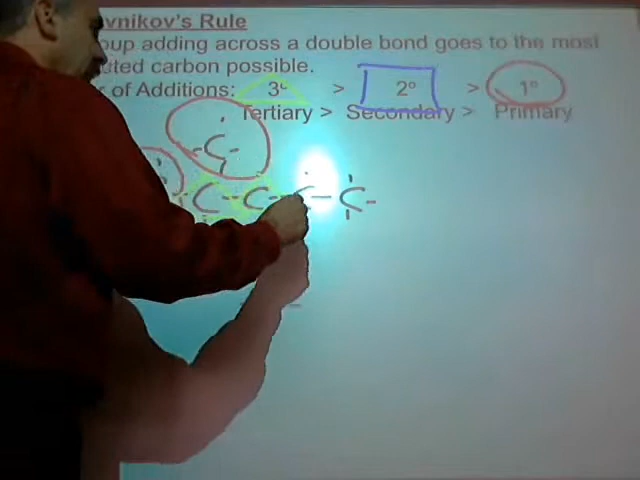 vnikov's Rule
oup adding across a double bond goes to the most
sted carbon possible.
of Additions: 3° > 2° > 1°
Tertiary > Secondary > Primary
C
C - C - C - C -